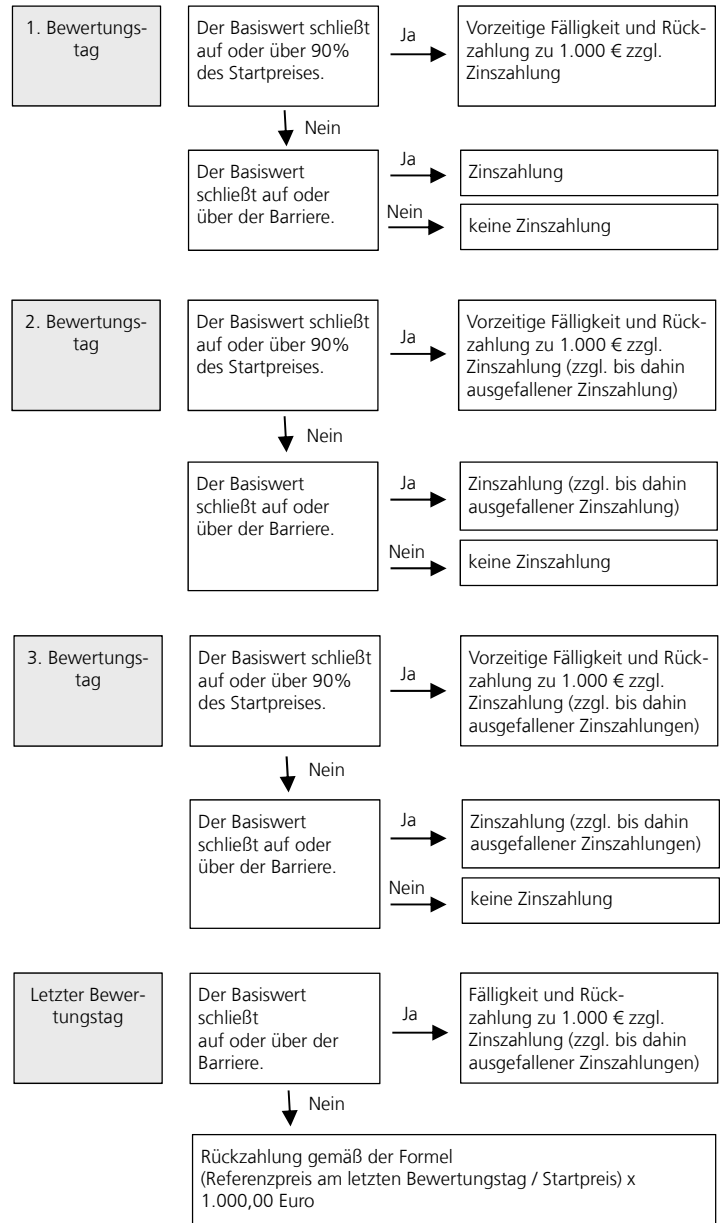 1. Bewertungs-
tag
Der Basiswert schließt
auf oder über 90%
des Startpreises.
Ja
Vorzeitige Fälligkeit und Rück-
zahlung zu 1.000 € zzgl.
Zinszahlung
Nein
Der Basiswert
schließt auf oder
über der Barriere.
Ja
Zinszahlung
Nein
keine Zinszahlung
2. Bewertungs-
tag
Der Basiswert schließt
auf oder über 90%
des Startpreises.
Ja
Vorzeitige Fälligkeit und Rück-
zahlung zu 1.000 € zzgl.
Zinszahlung (zzgl. bis dahin
ausgefallener Zinszahlung)
Nein
Der Basiswert
schließt auf oder
über der Barriere.
Ja
Zinszahlung (zzgl. bis dahin
ausgefallener Zinszahlung)
Nein
keine Zinszahlung
3. Bewertungs-
tag
Der Basiswert schließt
auf oder über 90%
des Startpreises.
Ja
Vorzeitige Fälligkeit und Rück-
zahlung zu 1.000 € zzgl.
Zinszahlung (zzgl. bis dahin
ausgefallener Zinszahlungen)
Nein
Der Basiswert
schließt auf oder
über der Barriere.
Ja
Zinszahlung (zzgl. bis dahin
ausgefallener Zinszahlungen)
Nein
keine Zinszahlung
Letzter Bewer-
tungstag
Der Basiswert
schließt
auf oder über der
Barriere.
Ja
Fälligkeit und Rück-
zahlung zu 1.000 € zzgl.
Zinszahlung (zzgl. bis dahin
ausgefallener Zinszahlungen)
Nein
Rückzahlung gemäß der Formel
(Referenzpreis am letzten Bewertungstag / Startpreis) x
1.000,00 Euro